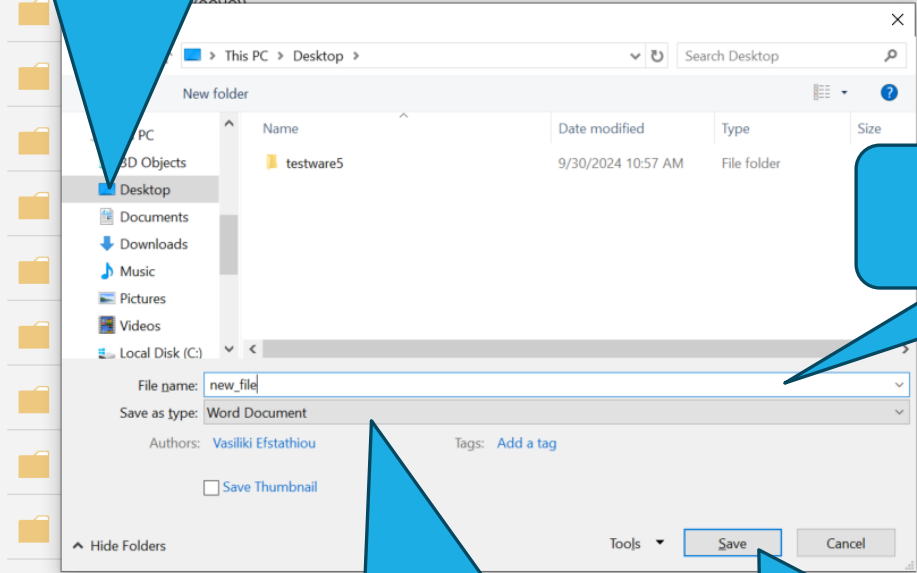 This PC > Desktop >
Search Desktop
New folder
Name
Date modified
Type
Size
PC
3D Objects
testware5
9/30/2024 10:57 AM
File folder
Desktop
Documents
Downloads
Music
Pictures
Videos
Local Disk (C:)
File name: new_file
Save as type: Word Document
Authors: Vasiliki Efstathiou
Tags: Add a tag
Save Thumbnail
Hide Folders
Tools
Save
Cancel